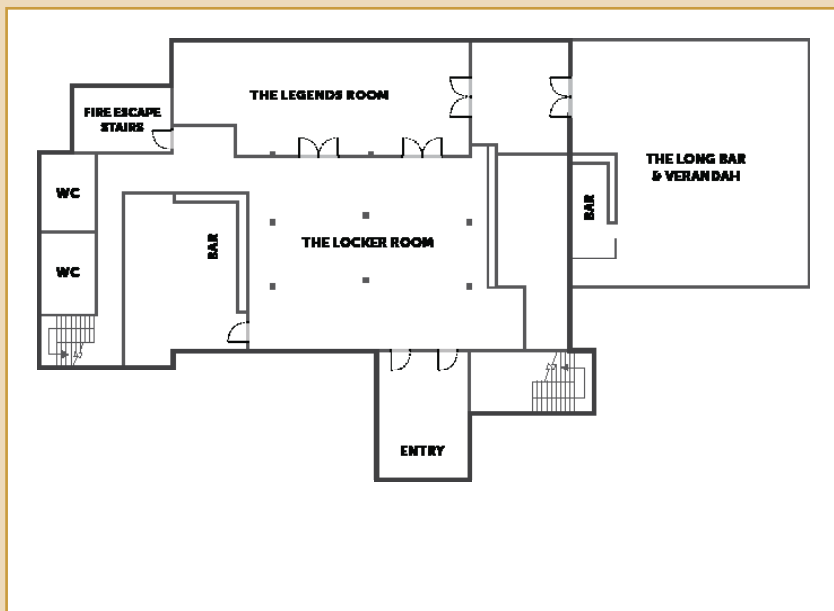 THE LEGENDS ROOM
FIRE ESCAPE
STAIRS
THE LONG BAR
& VERANDAH
WC
BAR
BAR
THE LOCKER ROOM
WC
ENTRY